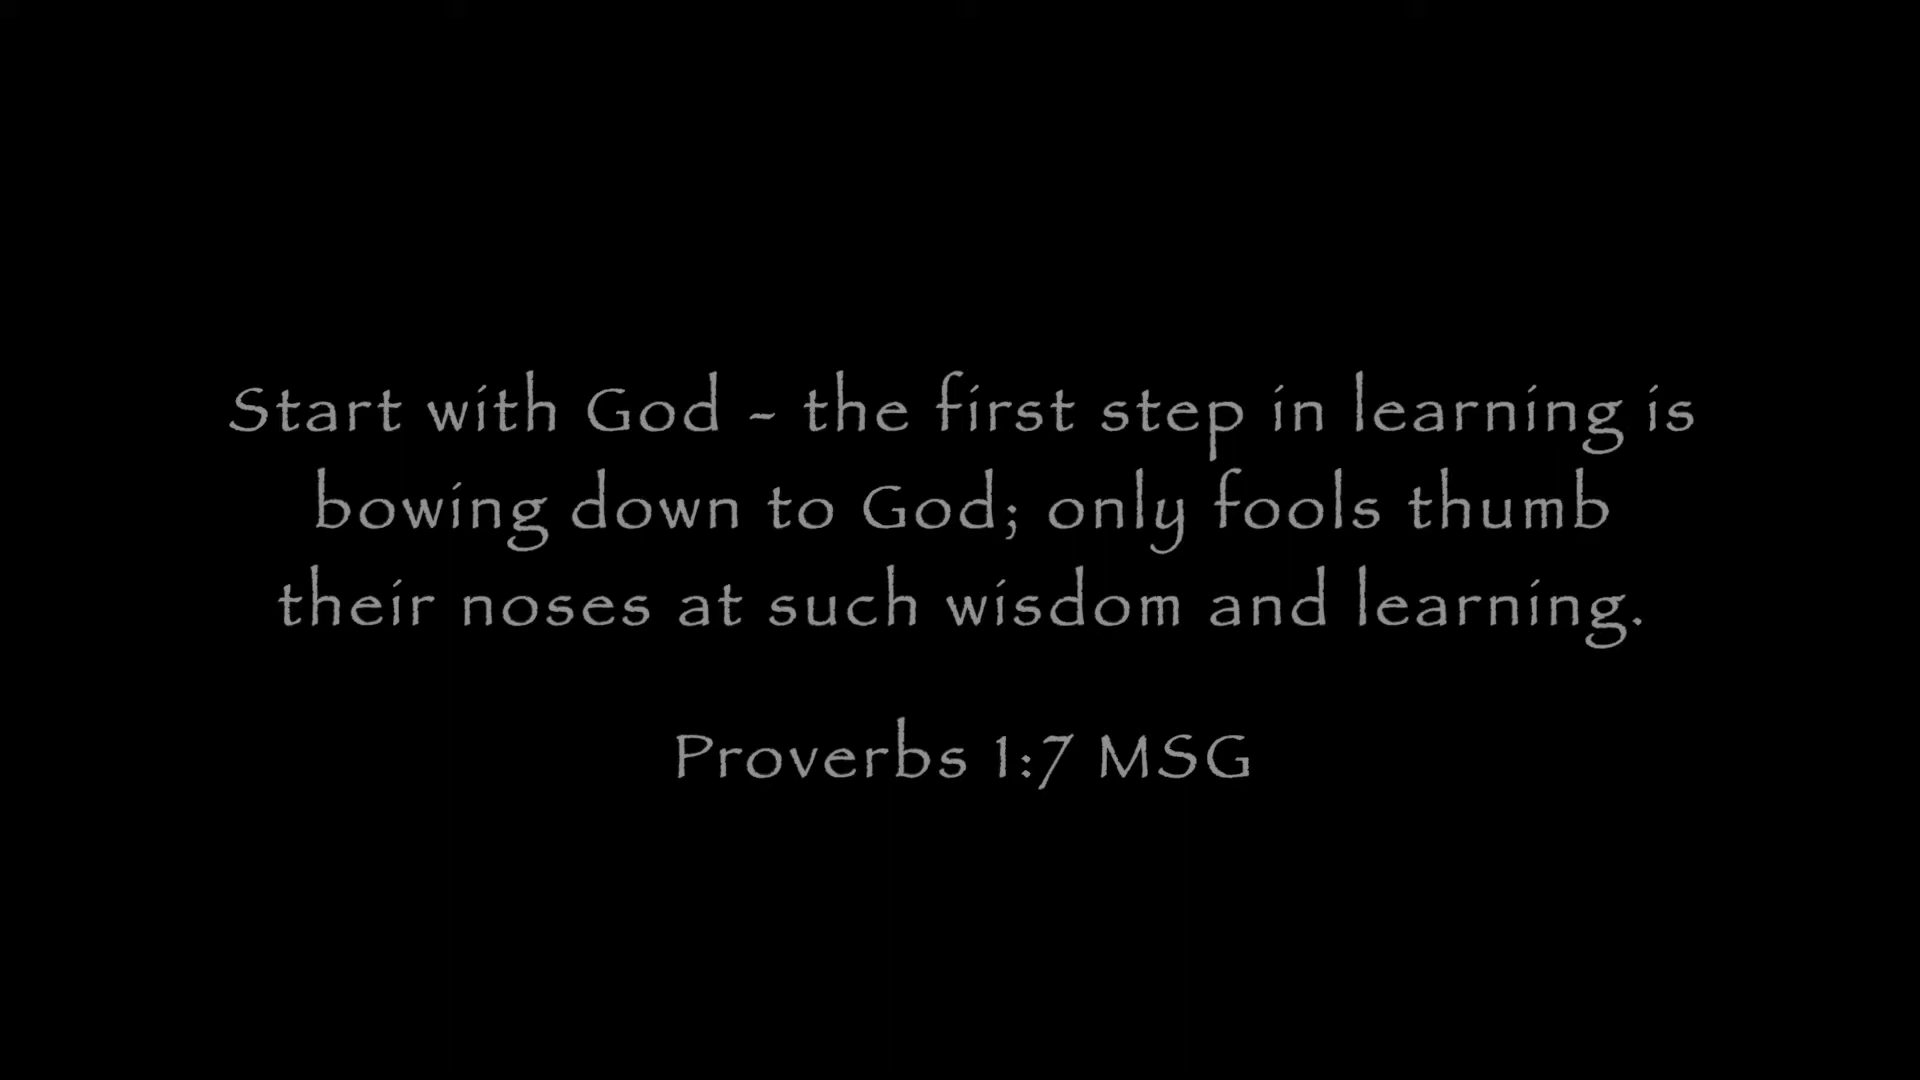 Start with God - the first step in learning is
bowing down to God; only fools thumb
their noses at such wisdom and learning.
Proverbs 1:7 MSG